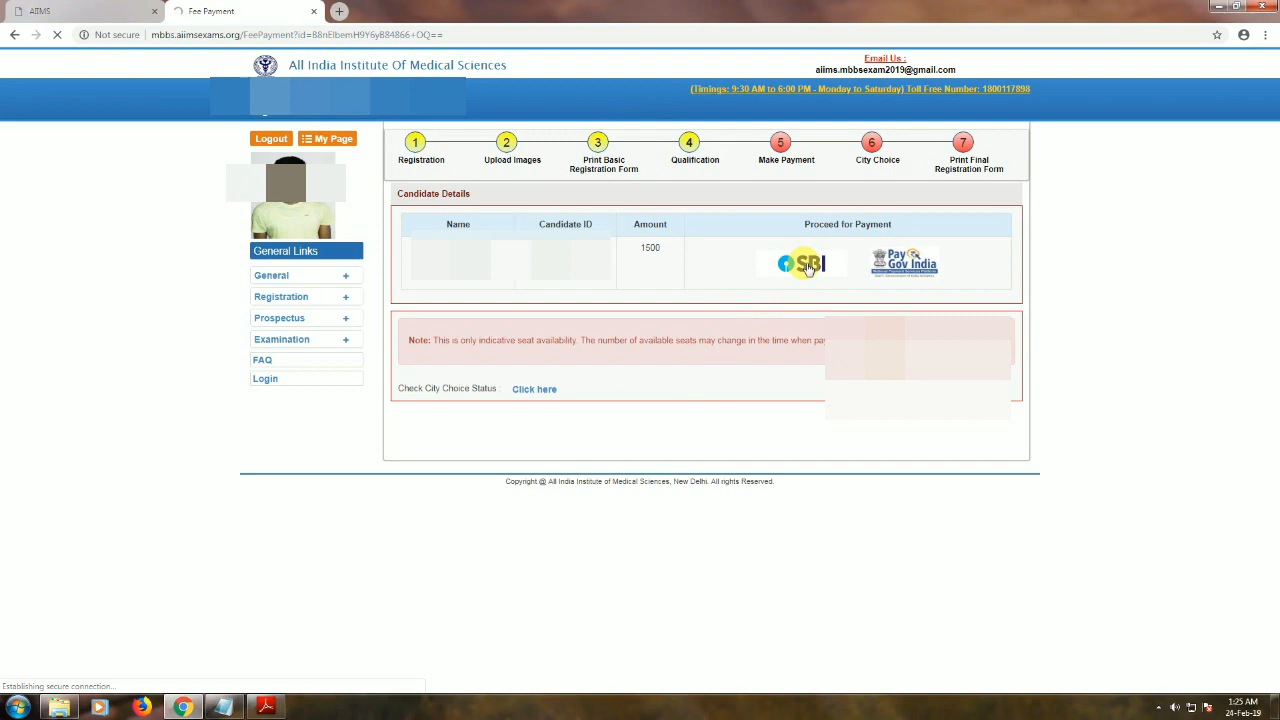 AIIMS
Fee Payment
Not secure
mbbs.aiimsexams.org/FeePayment?id=B8nElbemH9Y6yB84866+OQ==
All India Institute Of Medical Sciences
Email Us :
aiims.mbbsexam2019@gmail.com
(Timings: 9:30 AM to 6:00 PM - Monday to Saturday) Toll Free Number: 1800117898
Logout
My Page
1 2 3 4 5 6 7
Registration
Upload Images
Print Basic
Registration Form
Qualification
Make Payment
City Choice
Print Final
Registration Form
Candidate Details
Name Candidate ID Amount Proceed for Payment
1500
SBI
Pay
Gov India
General Links
General +
Registration +
Prospectus +
Examination +
FAQ
Login
Note: This is only indicative seat availability. The number of available seats may change in the time when
Check City Choice Status : Click here
Copyright @ All India Institute of Medical Sciences, New Delhi. All rights Reserved.
Establishing secure connection...
1:25 AM
24-Feb-19